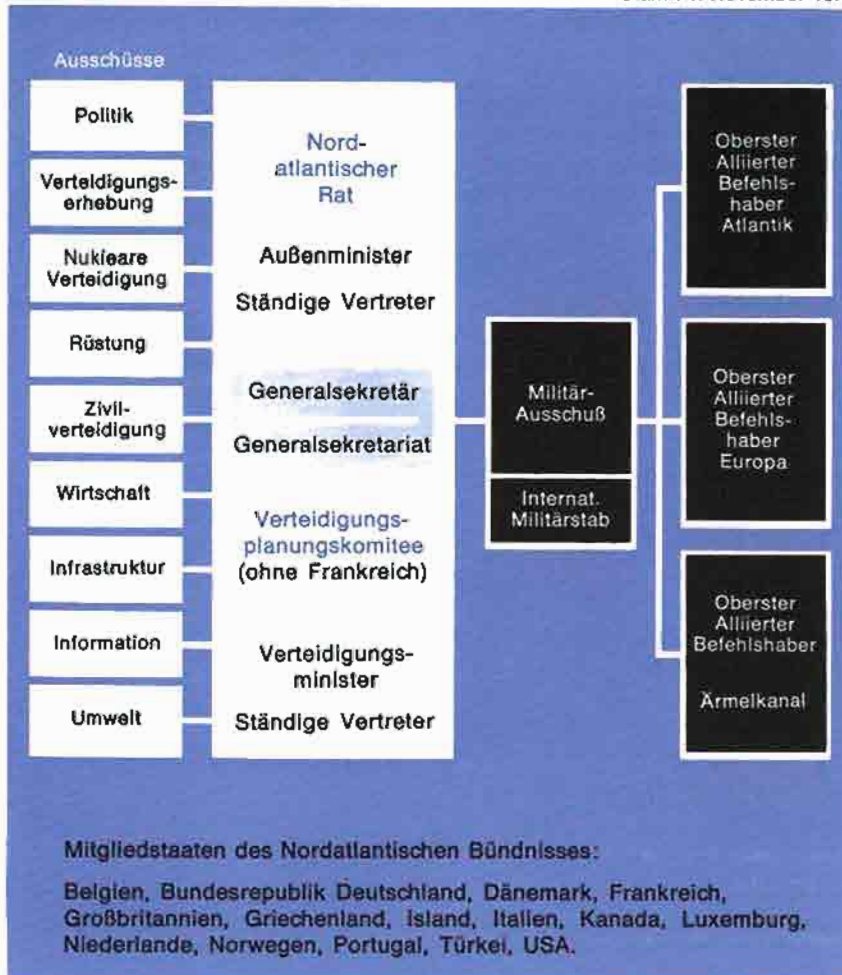 Ausschüsse
Politik
Verteidigungs-
erhebung
Nukleare
Verteidigung
Rüstung
Zivil-
verteidigung
Wirtschaft
Infrastruktur
Information
Umwelt
Nord-
atlantischer
Rat
Außenminister
Ständige Vertreter
Generalsekretär
Generalsekretariat
Verteidigungs-
planungskomitee
(ohne Frankreich)
Verteidigungs-
minister
Ständige Vertreter
Militär-
Ausschuß
Internat.
Militärstab
Oberster
Alliierter
Befehls-
haber
Atlantik
Oberster
Alliierter
Befehls-
haber
Europa
Oberster
Alliierter
Befehlshaber
Ärmelkanal
Mitgliedstaaten des Nordatlantischen Bündnisses:
Belgien, Bundesrepublik Deutschland, Dänemark, Frankreich,
Großbritannien, Griechenland, Island, Italien, Kanada, Luxemburg,
Niederlande, Norwegen, Portugal, Türkei, USA.